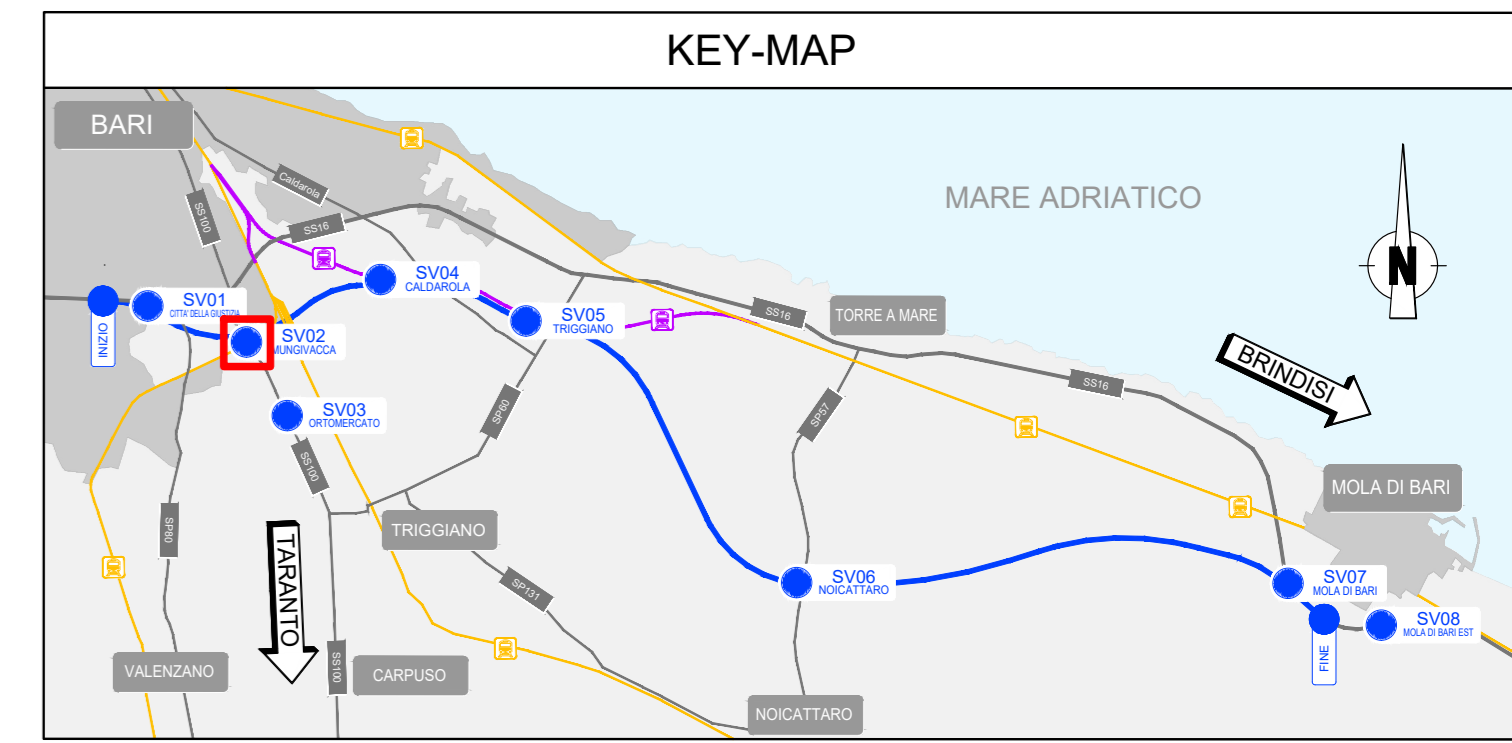 KEY-MAP
BARI
MARE ADRIATICO
N
Caldarola
SS100
SS16
SV04
CALDAROLA
SV01
CITTA' DELLA GIUSTIZIA
INIZIO
SV05
TRIGGIANO
SS16
TORRE A MARE
SV02
MUNGIVACCA
BRINDISI
SS16
SV03
ORTOMERCATO
SP60
SP57
SS100
MOLA DI BARI
SP80
TRIGGIANO
TARANTO
SP131
SV06
NOICATTARO
SV07
MOLA DI BARI
SV08
MOLA DI BARI EST
FINE
VALENZANO
SS100
CARPUSO
NOICATTARO